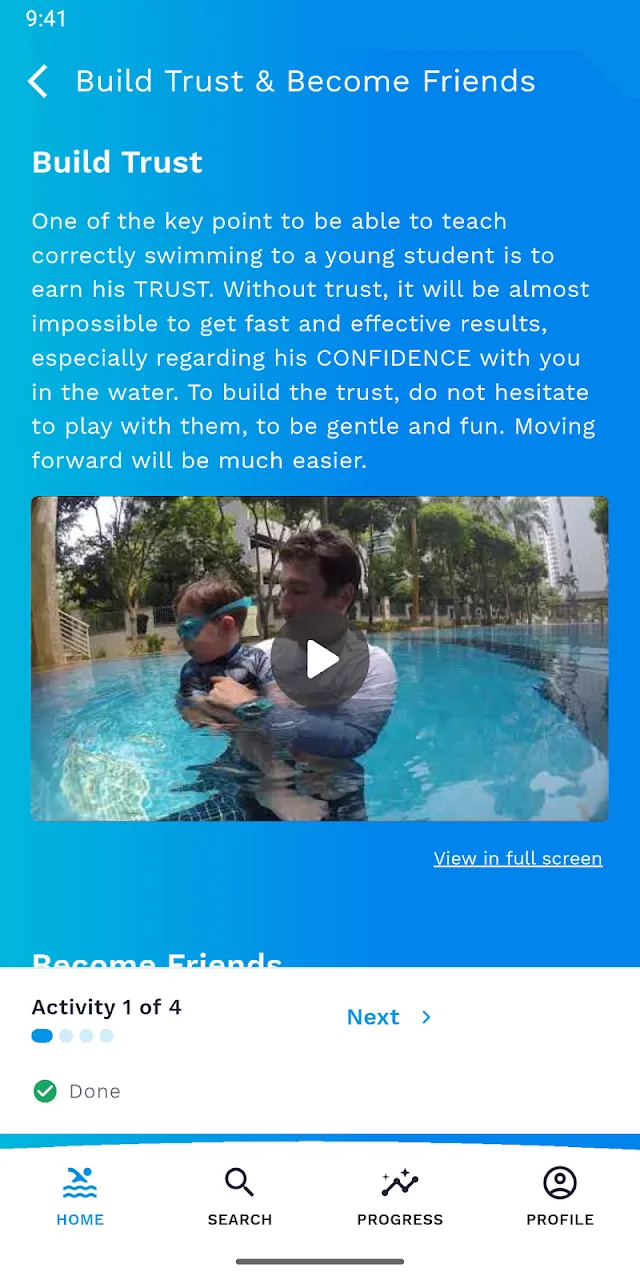 9:41
Build Trust & Become Friends
Build Trust
One of the key point to be able to teach
correctly swimming to a young student is to
earn his TRUST. Without trust, it will be almost
impossible to get fast and effective results,
especially regarding his CONFIDENCE with you
in the water. To build the trust, do not hesitate
to play with them, to be gentle and fun. Moving
forward will be much easier.
View in full screen
Become Friends
Activity 1 of 4
Next
Done
HOME SEARCH PROGRESS PROFILE